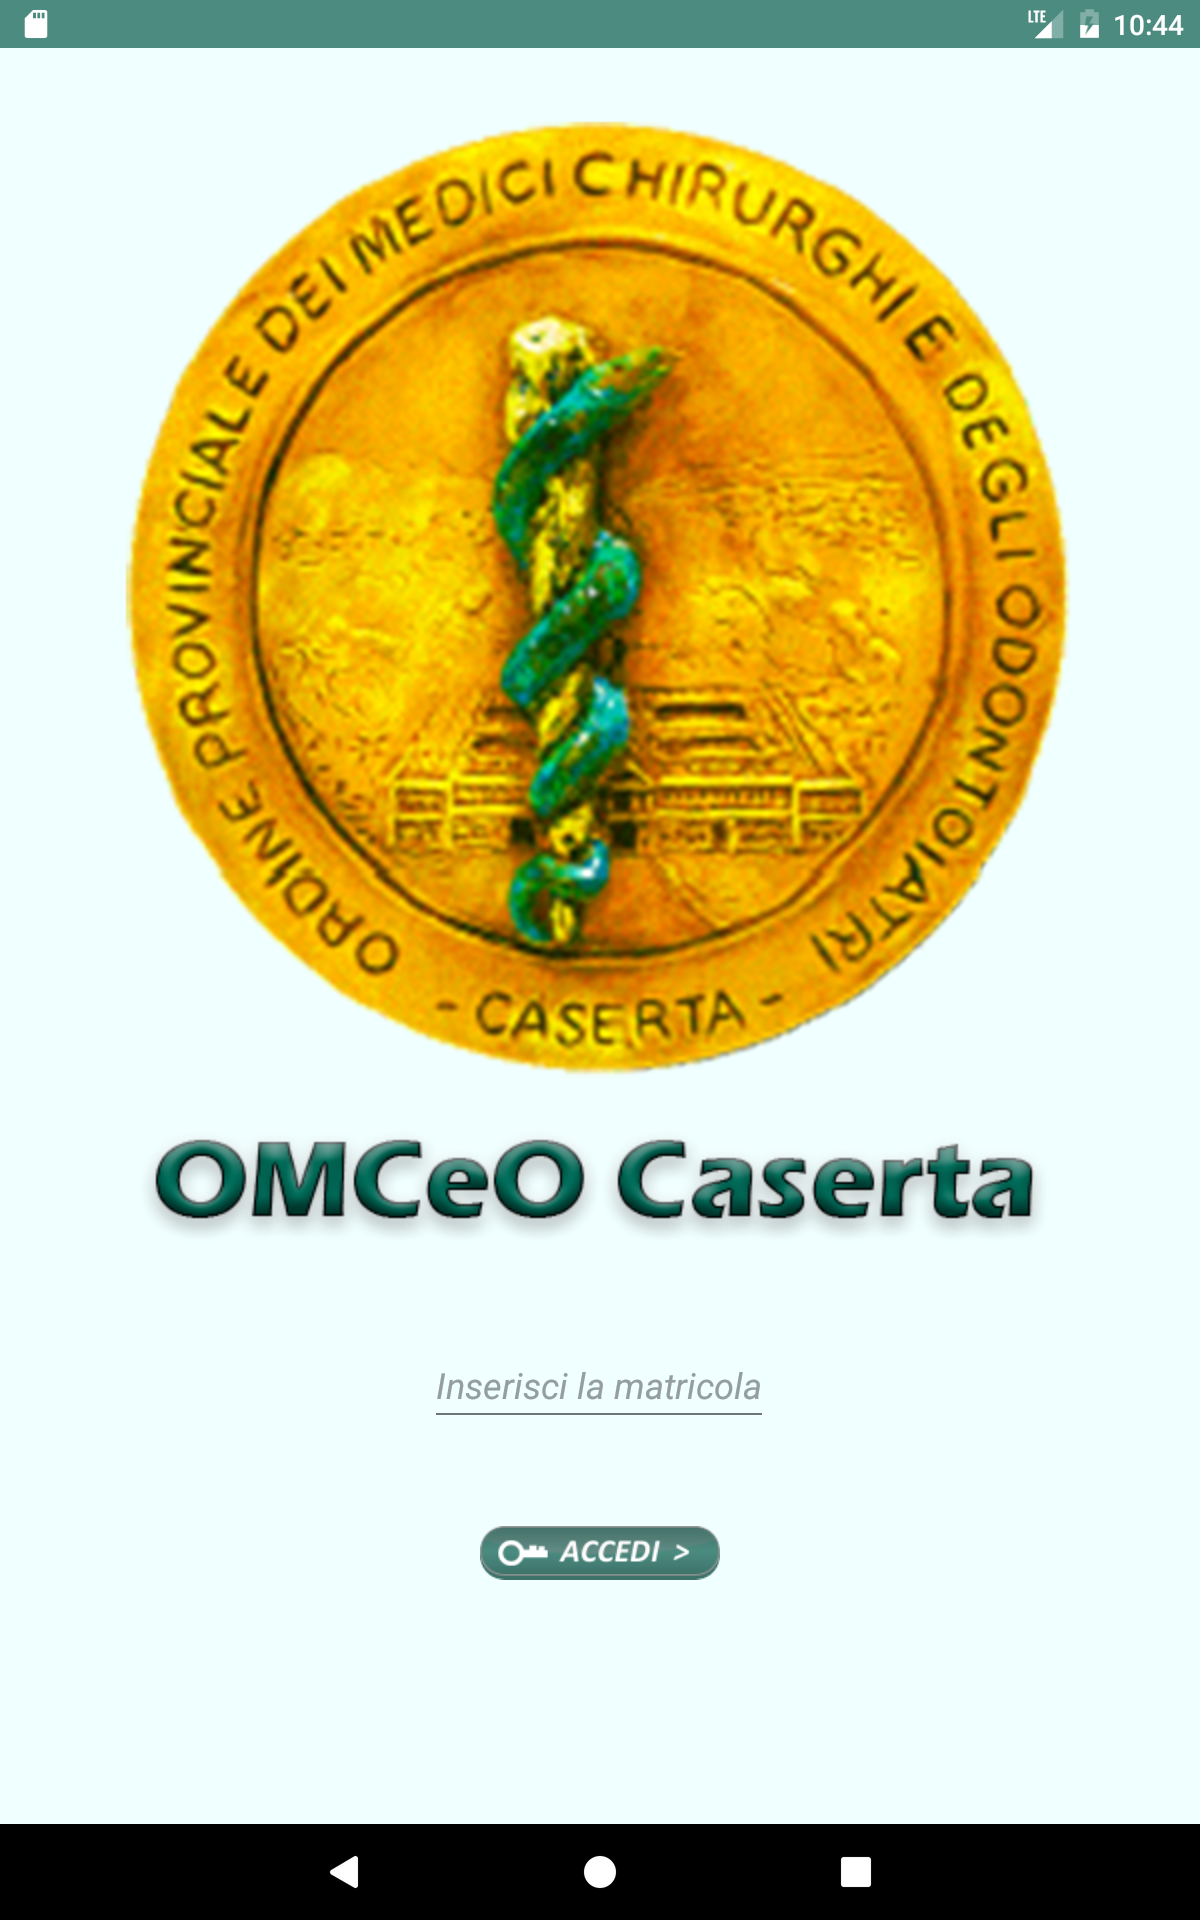 LTE 10:44
ORDINE PROVINCIALE DEI MEDICI CHIRURGHI E DEGLI ODONTOIATRI
- CASERTA -
OMCeO Caserta
Inserisci la matricola
ACCEDI >